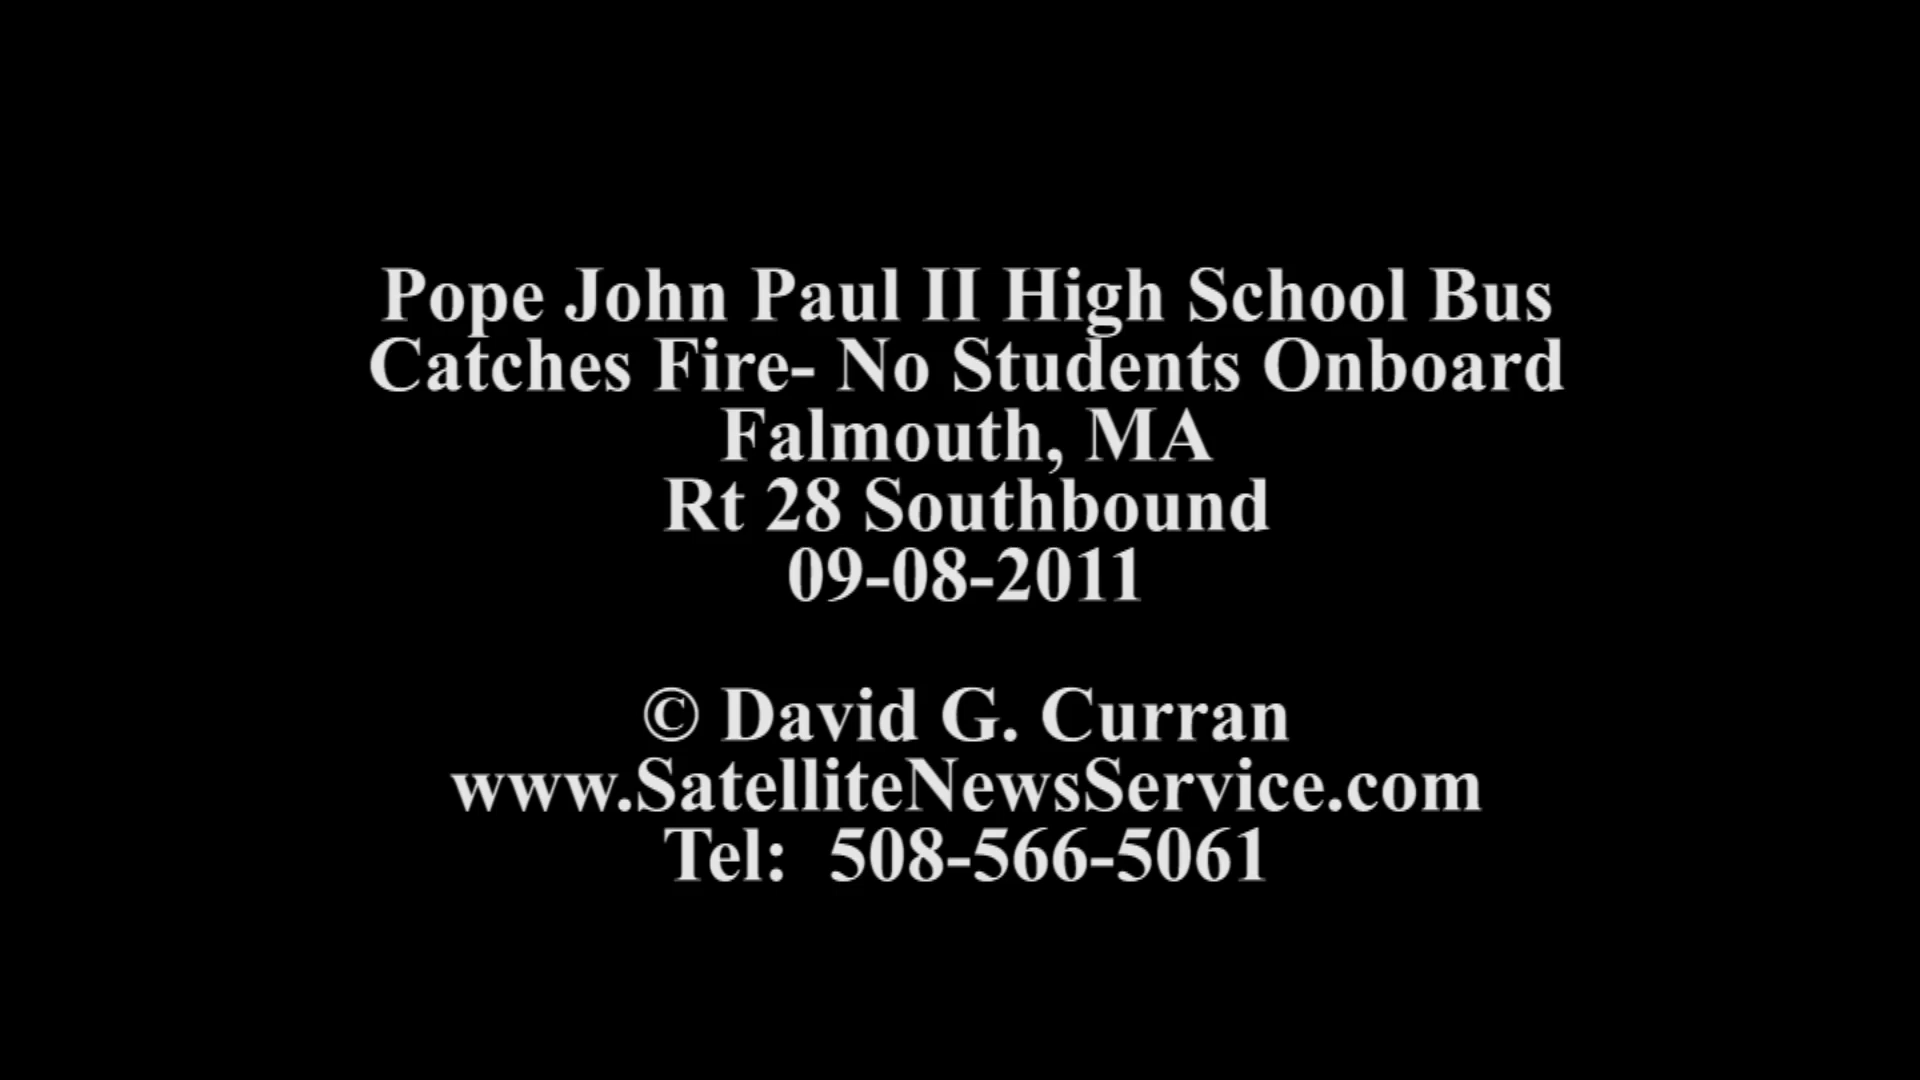 Pope John Paul II High School Bus
Catches Fire- No Students Onboard
Falmouth, MA
Rt 28 Southbound
09-08-2011
© David G. Curran
www.SatelliteNewsService.com
Tel:  508-566-5061